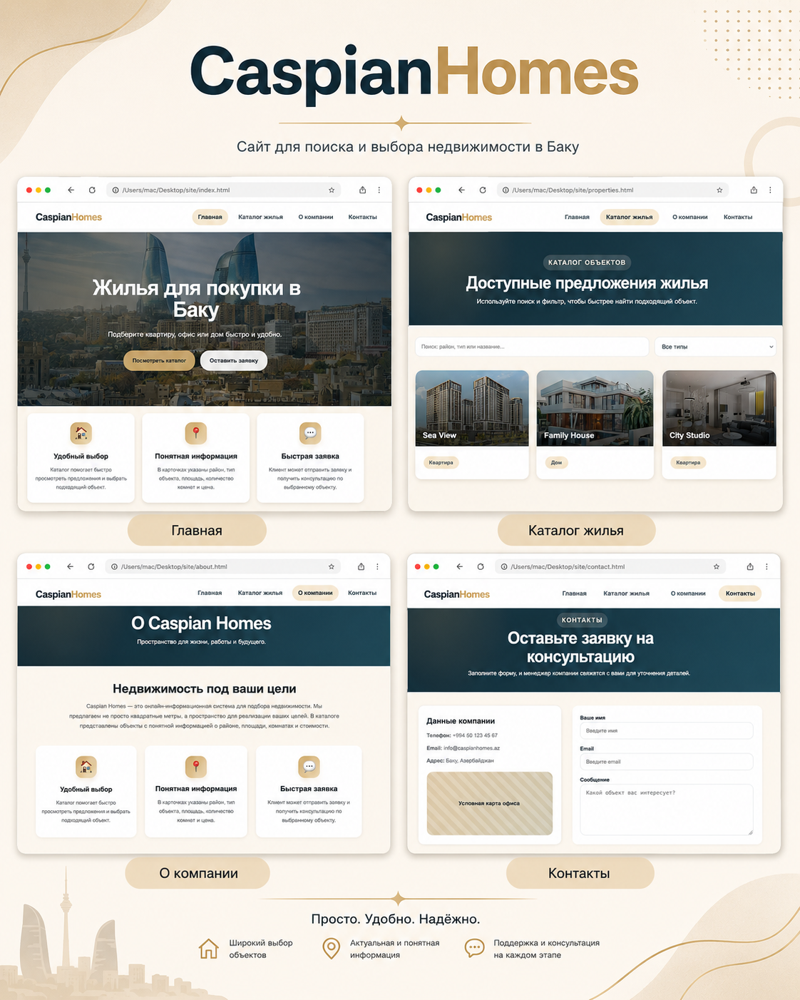 CaspianHomes
Сайт для поиска и выбора недвижимости в Баку
/Users/mac/Desktop/site/index.html
CaspianHomes
Главная
Каталог жилья
О компании
Контакты
Жилья для покупки в
Баку
Подберите квартиру, офис или дом быстро и удобно.
Посмотреть каталог
Оставить заявку
Удобный выбор
Каталог помогает быстро
просмотреть предложения и выбрать
подходящий объект.
Понятная информация
В карточках указаны район, тип
объекта, площадь, количество
комнат и цена.
Быстрая заявка
Клиент может отправить заявку и
получить консультацию по
выбранному объекту.
Главная
/Users/mac/Desktop/site/properties.html
CaspianHomes
Главная
Каталог жилья
О компании
Контакты
КАТАЛОГ ОБЪЕКТОВ
Доступные предложения жилья
Используйте поиск и фильтр, чтобы быстрее найти подходящий объект.
Поиск: район, тип или название...
Все типы
Sea View
Квартира
Family House
Дом
City Studio
Квартира
Каталог жилья
/Users/mac/Desktop/site/about.html
CaspianHomes
Главная
Каталог жилья
О компании
Контакты
О Caspian Homes
Пространство для жизни, работы и будущего.
Недвижимость под ваши цели
Caspian Homes — это онлайн-информационная система для подбора недвижимости. Мы
предлагаем не просто квадратные метры, а пространство для реализации ваших целей. В каталоге
представлены объекты с понятной информацией о районе, площади, комнатах и стоимости.
Удобный выбор
Каталог помогает быстро
просмотреть предложения и выбрать
подходящий объект.
Понятная информация
В карточках указаны район, тип
объекта, площадь, количество
комнат и цена.
Быстрая заявка
Клиент может отправить заявку и
получить консультацию по
выбранному объекту.
О компании
/Users/mac/Desktop/site/contact.html
CaspianHomes
Главная
Каталог жилья
О компании
Контакты
КОНТАКТЫ
Оставьте заявку на
консультацию
Заполните форму, и менеджер компании свяжется с вами для уточнения деталей.
Данные компании
Телефон: +994 50 123 45 67
Email: info@caspianhomes.az
Адрес: Баку, Азербайджан
Условная карта офиса
Ваше имя
Введите имя
Email
Введите email
Сообщение
Какой объект вас интересует?
Контакты
Просто. Удобно. Надёжно.
Широкий выбор
объектов
Актуальная и понятная
информация
Поддержка и консультация
на каждом этапе